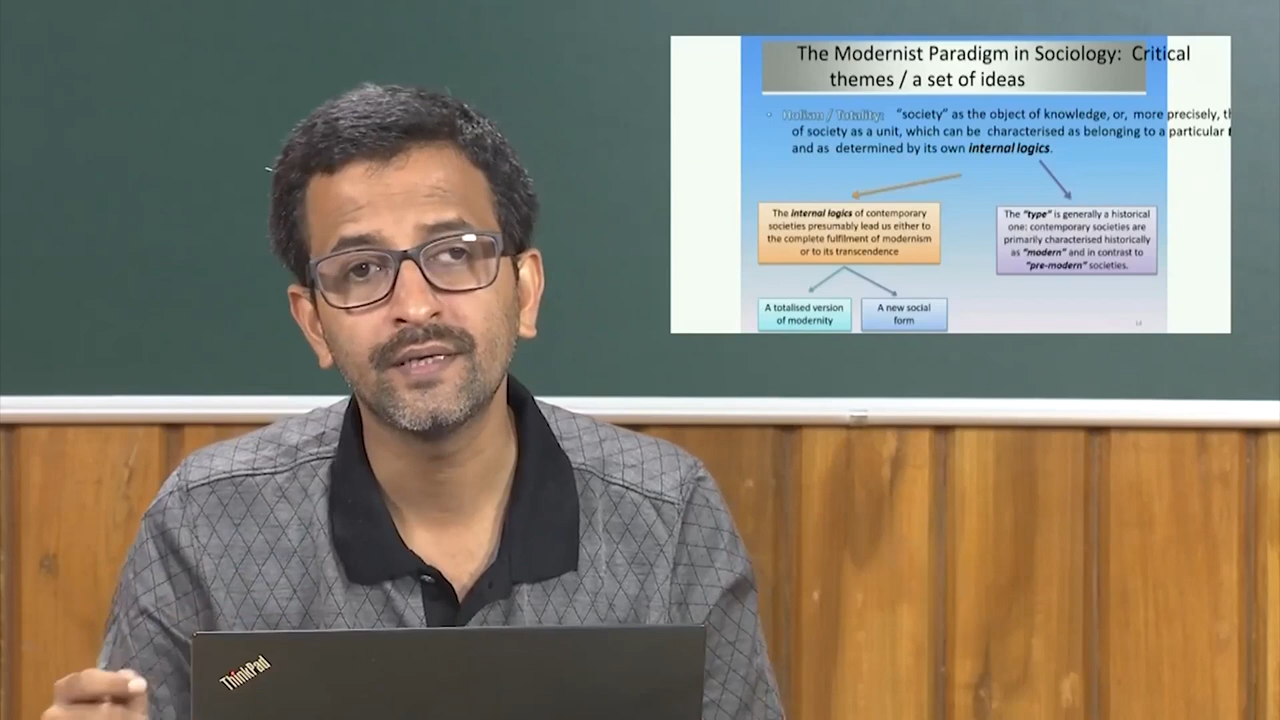 The Modernist Paradigm in Sociology: Critical
themes / a set of ideas
• Holism / Totality: "society" as the object of knowledge, or, more precisely, th
of society as a unit, which can be characterised as belonging to a particular
and as determined by its own internal logics.
The internal logics of contemporary
societies presumably lead us either to
the complete fulfilment of modernism
or to its transcendence
The "type" is generally a historical
one: contemporary societies are
primarily characterised historically
as "modern" and in contrast to
"pre-modern" societies.
A totalised version
of modernity
A new social
form
14
ThinkPad